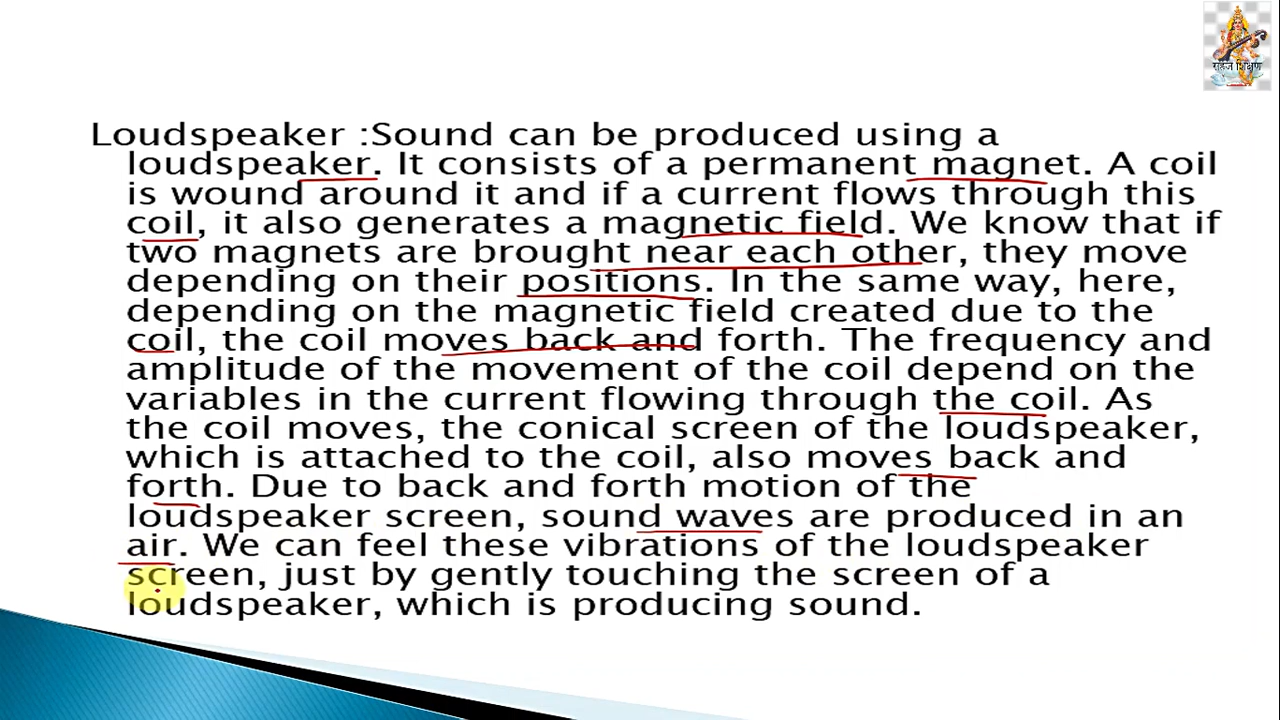 सहज शिक्षण
Loudspeaker :Sound can be produced using a
loudspeaker. It consists of a permanent magnet. A coil
is wound around it and if a current flows through this
coil, it also generates a magnetic field. We know that if
two magnets are brought near each other, they move
depending on their positions. In the same way, here,
depending on the magnetic field created due to the
coil, the coil moves back and forth. The frequency and
amplitude of the movement of the coil depend on the
variables in the current flowing through the coil. As
the coil moves, the conical screen of the loudspeaker,
which is attached to the coil, also moves back and
forth. Due to back and forth motion of the
loudspeaker screen, sound waves are produced in an
air. We can feel these vibrations of the loudspeaker
screen, just by gently touching the screen of a
loudspeaker, which is producing sound.